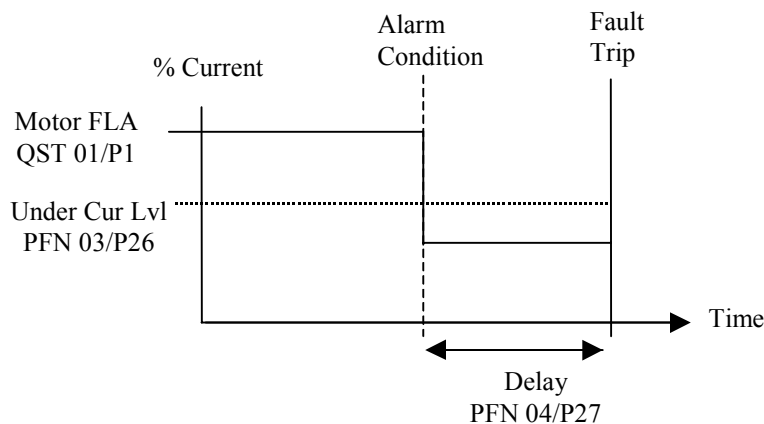 Alarm
Condition
Fault
Trip
% Current
Motor FLA
QST 01/P1
Under Cur Lvl
PFN 03/P26
Time
Delay
PFN 04/P27